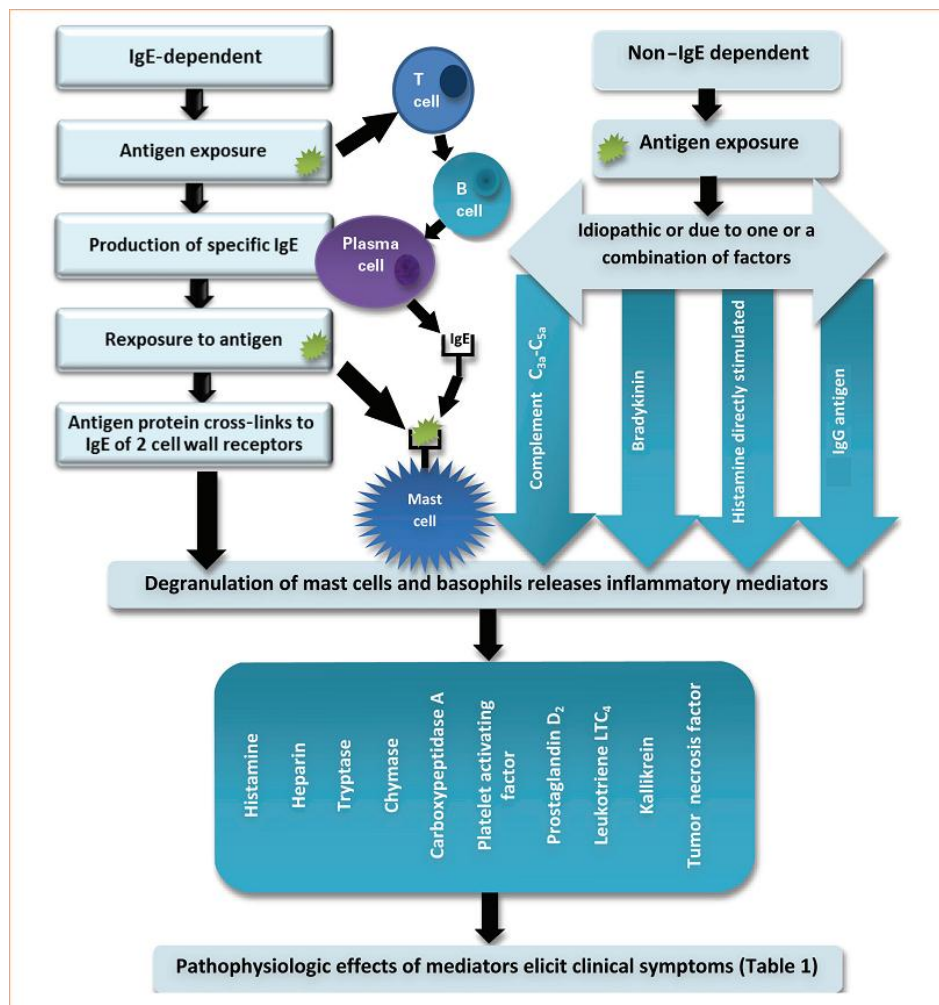 IgE-dependent
Antigen exposure
Production of specific IgE
Rexposure to antigen
Antigen protein cross-links to
IgE of 2 cell wall receptors
T
cell
B
cell
Plasma
cell
IgE
Mast
cell
Non–IgE dependent
Antigen exposure
Idiopathic or due to one or a
combination of factors
Complement C3a-C5a
Bradykinin
Histamine directly stimulated
IgG antigen
Degranulation of mast cells and basophils releases inflammatory mediators
Histamine
Heparin
Tryptase
Chymase
Carboxypeptidase A
Platelet activating
factor
Prostaglandin D2
Leukotriene LTC4
Kallikrein
Tumor necrosis factor
Pathophysiologic effects of mediators elicit clinical symptoms (Table 1)